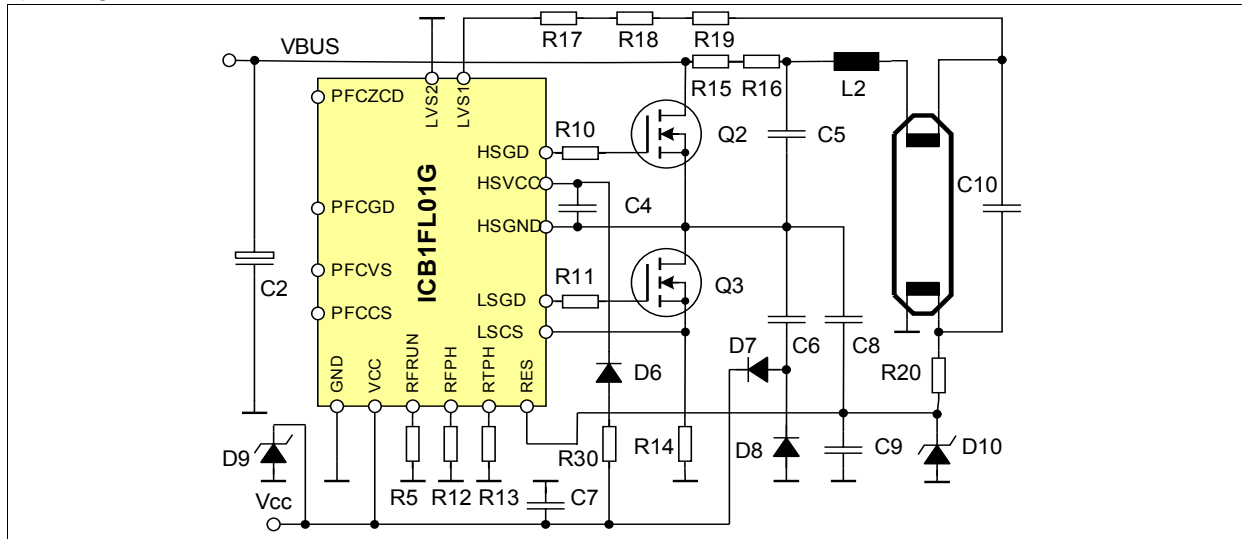 R17 R18 R19
VBUS
LVS2 LVS1
R15 R16 L2
PFCZCD
R10 Q2 C5
HSGD
HSVCC
C4 C10
PFCGD
HSGND
ICB1FL01G
PFCVS
C2
R11 Q3
LSGD
PFCCS
LSCS
D7 C6 C8
D6 R20
GND VCC RFRUN RFPH RTPH RES
D9 R30 R14 D8 C9 D10
R5 R12 R13 C7
Vcc